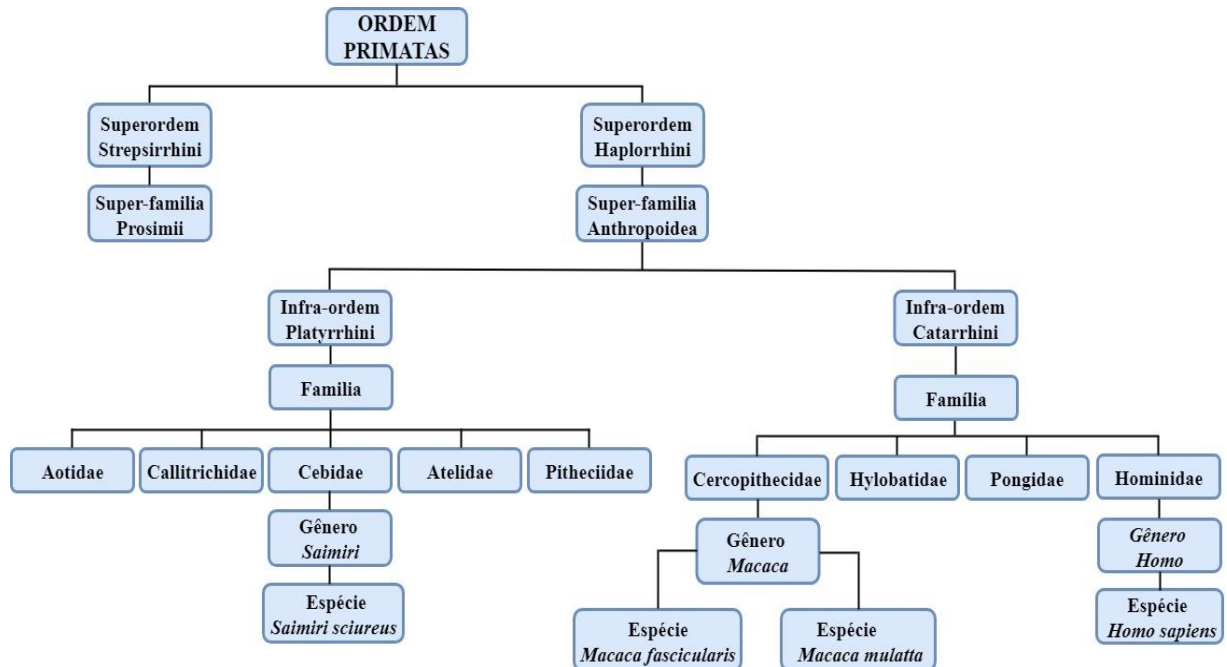 ORDEM
PRIMATAS
Superordem
Strepsirrhini
Superordem
Haplorrhini
Super-familia
Prosimii
Super-familia
Anthropoidea
Infra-ordem
Platyrrhini
Infra-ordem
Catarrhini
Familia
Família
Aotidae
Callitrichidae
Cebidae
Atelidae
Pitheciidae
Cercopithecidae
Hylobatidae
Pongidae
Hominidae
Gênero
Saimiri
Gênero
Macaca
Gênero
Homo
Espécie
Saimiri sciureus
Espécie
Macaca fascicularis
Espécie
Macaca mulatta
Espécie
Homo sapiens